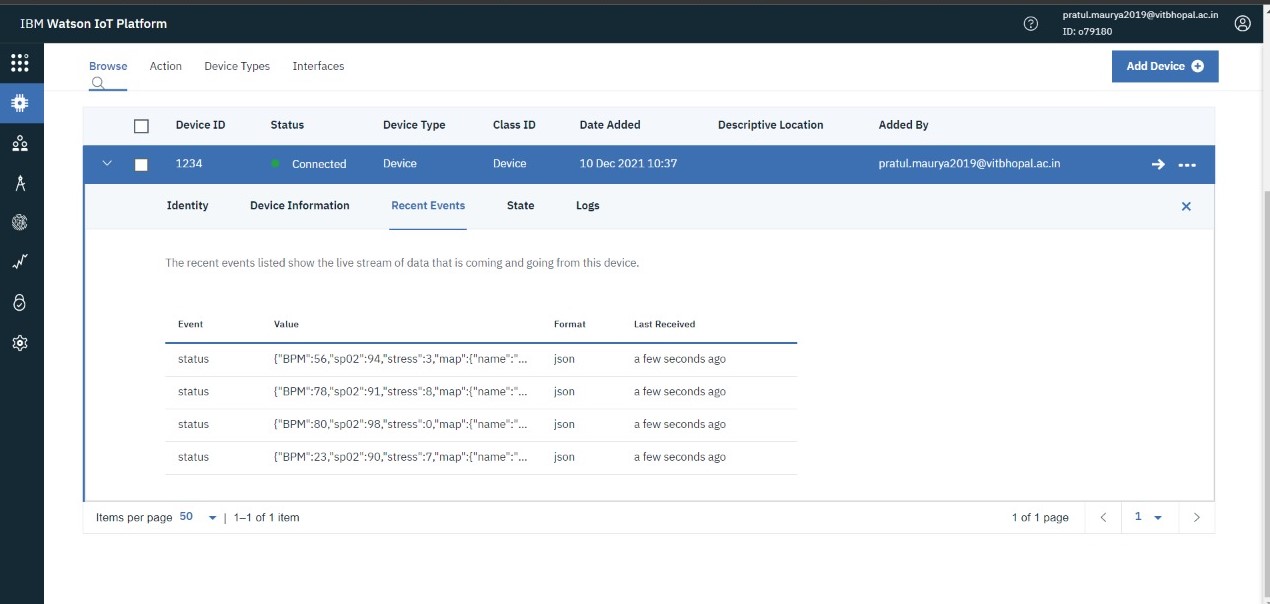 IBM Watson IoT Platform
pratul.maurya2019@vitbhopal.ac.in
ID: o79180
Browse Action Device Types Interfaces
Add Device
Device ID Status Device Type Class ID Date Added Descriptive Location Added By
1234 Connected Device Device 10 Dec 2021 10:37 pratul.maurya2019@vitbhopal.ac.in
Identity Device Information Recent Events State Logs
The recent events listed show the live stream of data that is coming and going from this device.
Event Value Format Last Received
status {"BPM":56,"sp02":94,"stress":3,"map":{"name":"... json a few seconds ago
status {"BPM":78,"sp02":91,"stress":8,"map":{"name":"... json a few seconds ago
status {"BPM":80,"sp02":98,"stress":0,"map":{"name":"... json a few seconds ago
status {"BPM":23,"sp02":90,"stress":7,"map":{"name":"... json a few seconds ago
Items per page 50 | 1–1 of 1 item 1 of 1 page 1